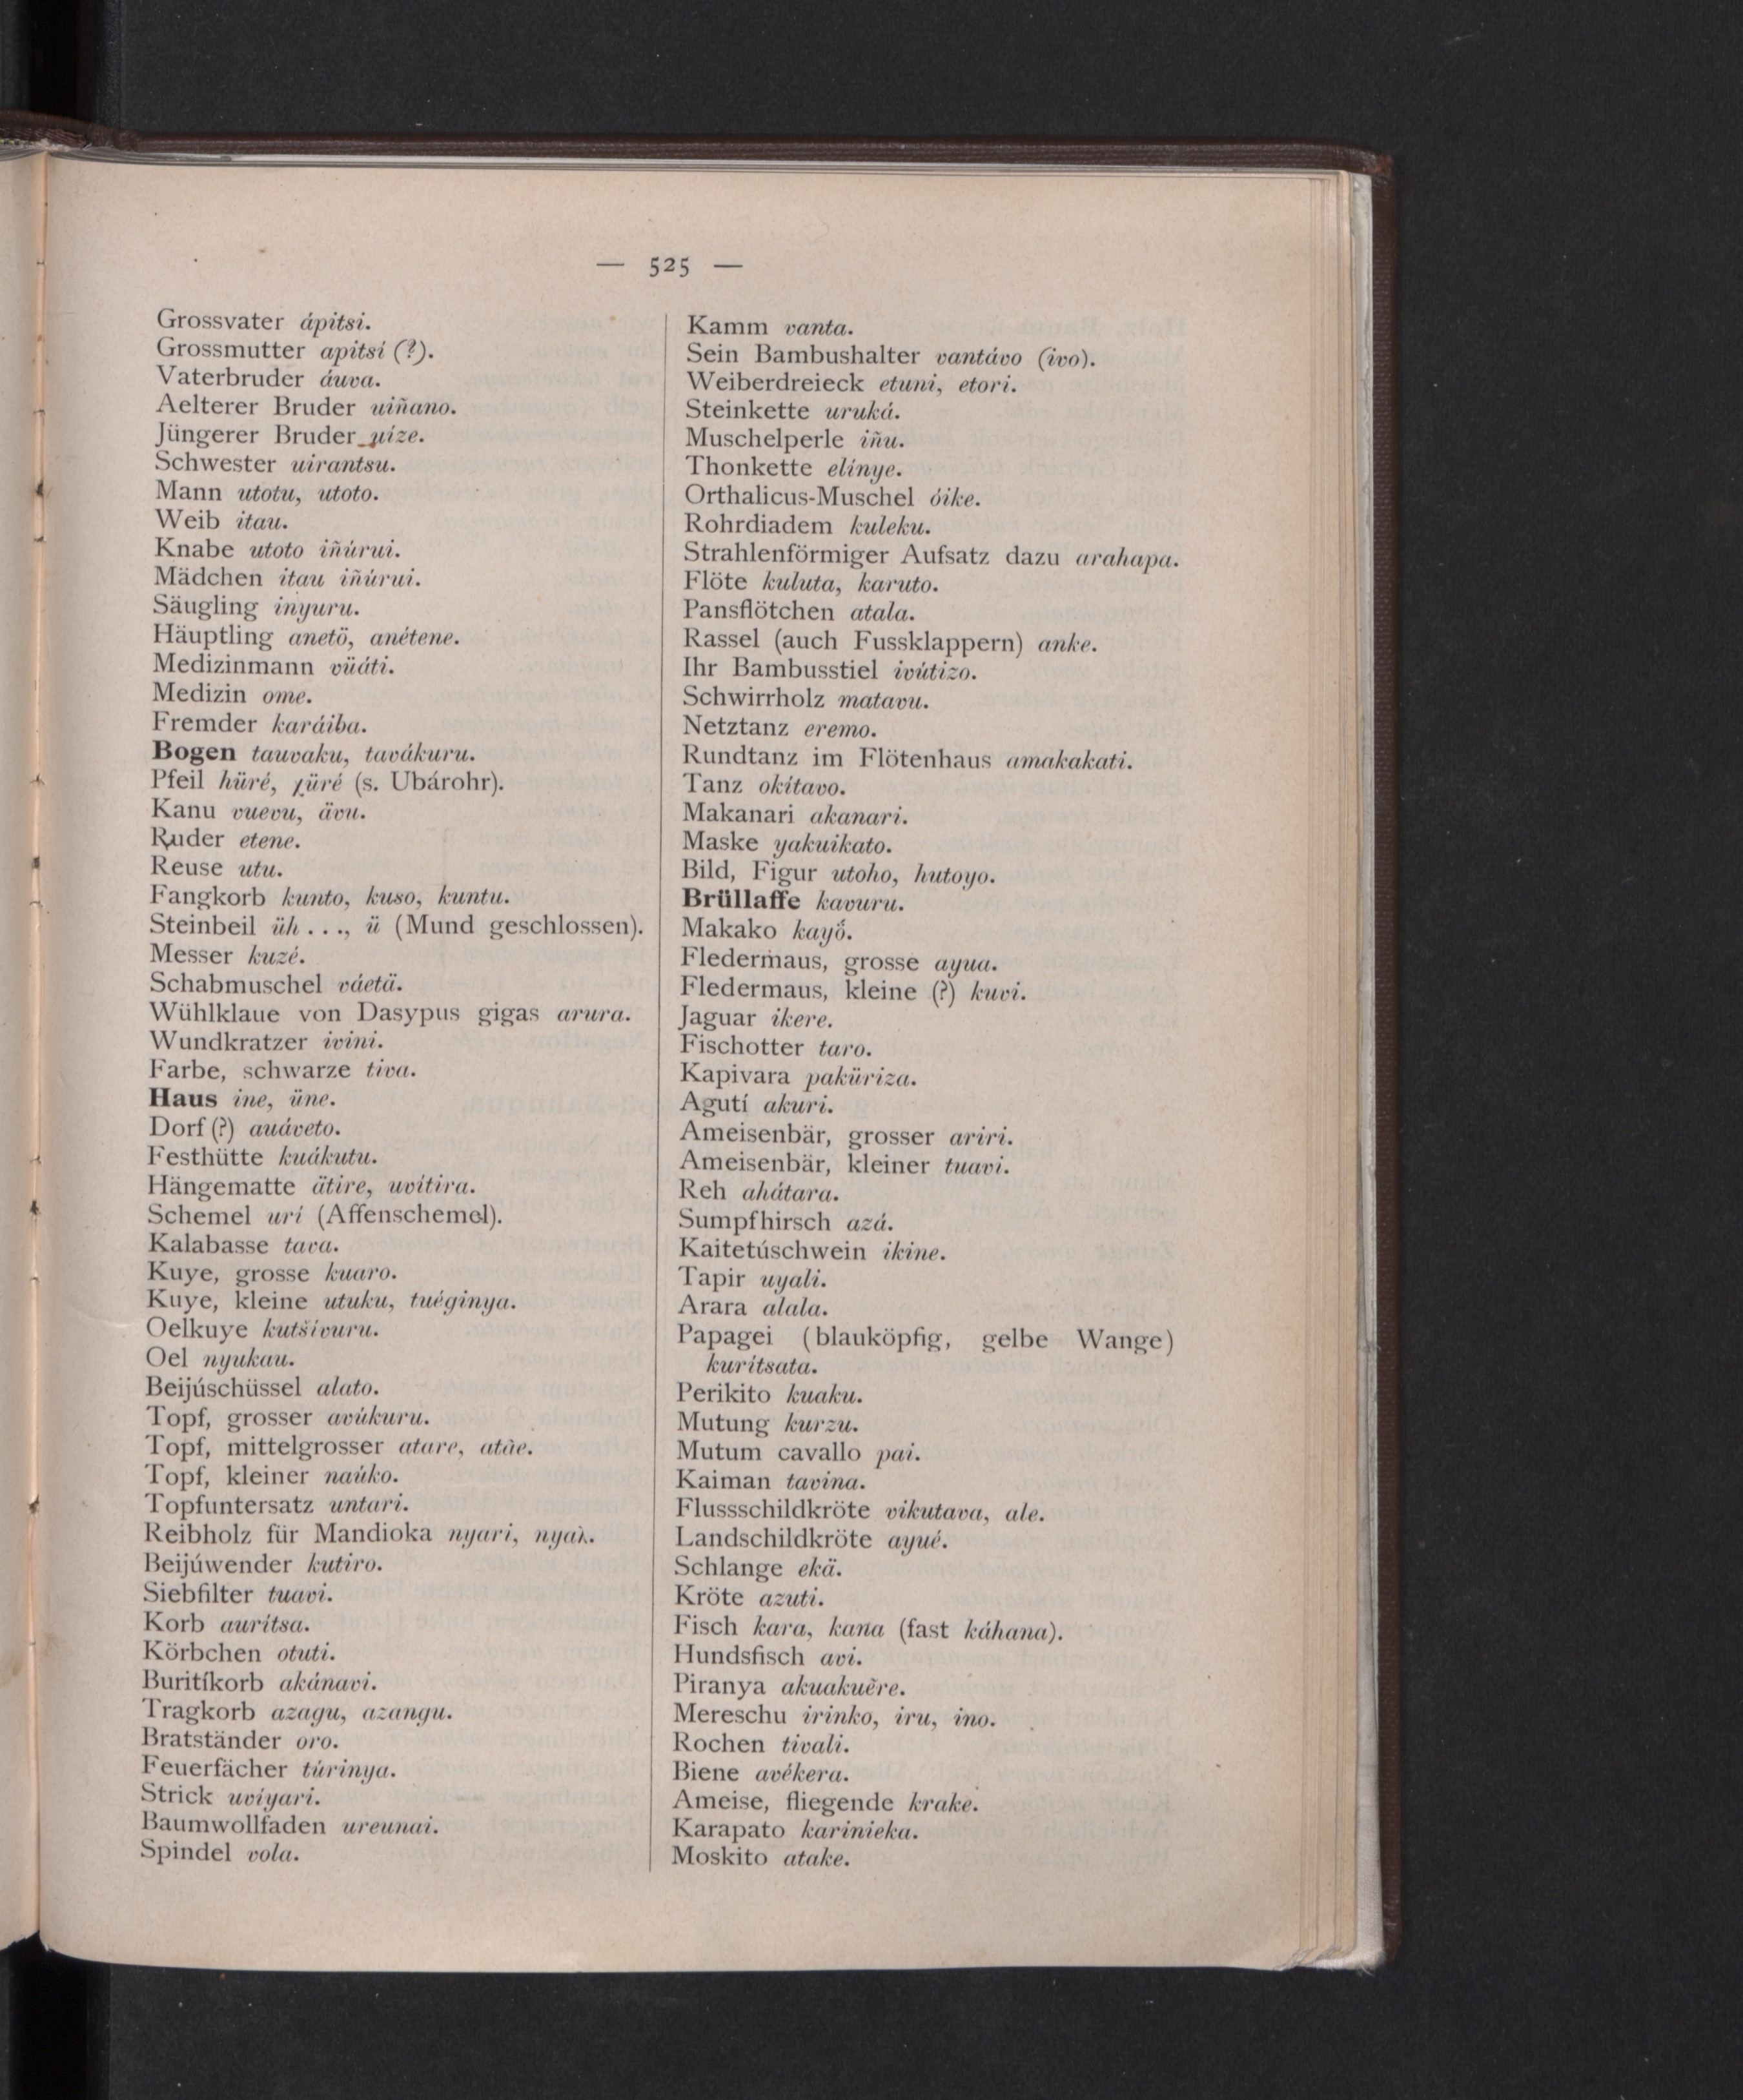 — 525 —
Grossvater ápitsi.
Grossmutter apitsí (?).
Vaterbruder áuva.
Aelterer Bruder uiñano.
Jüngerer Bruder uíze.
Schwester uirantsu.
Mann utotu, utoto.
Weib itau.
Knabe utoto iñúrui.
Mädchen itau iñúrui.
Säugling inyuru.
Häuptling anetö, anétene.
Medizinmann vüáti.
Medizin ome.
Fremder karáiba.
Bogen tauvaku, tavákuru.
Pfeil hüré, χüré (s. Ubárohr).
Kanu vuevu, ävu.
Ruder etene.
Reuse utu.
Fangkorb kunto, kuso, kuntu.
Steinbeil üh . . ., ü (Mund geschlossen).
Messer kuzé.
Schabmuschel váetä.
Wühlklaue von Dasypus gigas arura.
Wundkratzer ivini.
Farbe, schwarze tiva.
Haus ine, üne.
Dorf (?) auáveto.
Festhütte kuákutu.
Hängematte ätire, uvítira.
Schemel urí (Affenschemel).
Kalabasse tava.
Kuye, grosse kuaro.
Kuye, kleine utuku, tuéginya.
Oelkuye kutšívuru.
Oel nyukau.
Beijúschüssel alato.
Topf, grosser avúkuru.
Topf, mittelgrosser atare, atáe.
Topf, kleiner naúko.
Topfuntersatz untari.
Reibholz für Mandioka nyari,
Beijúwender kutiro.
Siebfilter tuavi.
Korb aurítsa.
Körbchen otuti.
Buritíkorb akánavi.
Tragkorb azagu, azangu.
Bratständer oro.
Feuerfächer túrinya.
Strick uvíyari.
Baumwollfaden ureunai.
Spindel vola.
Kamm vanta.
Sein Bambushalter vantávo (ivo).
Weiberdreieck etuni, etori.
Steinkette uruká.
Muschelperle iñu.
Thonkette elínye.
Orthalicus-Muschel óike.
Rohrdiadem kuleku.
Strahlenförmiger Aufsatz dazu arahapa.
Flöte kuluta, karuto.
Pansflötchen atala.
Rassel (auch Fussklappern) anke.
Ihr Bambusstiel ivútizo.
Schwirrholz matavu.
Netztanz eremo.
Rundtanz im Flötenhaus amakakati.
Tanz okítavo.
Makanari akanari.
Maske yakuikato.
Bild, Figur utoho, hutoyo.
Brüllaffe kavuru.
Makako
Fledermaus, grosse ayua.
Fledermaus, kleine (?) kuvi.
Jaguar ikere.
Fischotter taro.
Kapivara paküriza.
Agutí akuri.
Ameisenbär, grosser ariri.
Ameisenbär, kleiner tuavi.
Reh ahátara.
Sumpfhirsch azá.
Kaitetúschwein ikine.
Tapir uyali.
Arara alala.
Papagei (blauköpfig, gelbe Wange)
kurítsata.
Perikito kuaku.
Mutung kurzu.
Mutum cavallo pai.
Kaiman tavina.
Flussschildkröte vikutava, ale.
Landschildkröte ayué.
Schlange ekä.
Kröte azuti.
Fisch kara, kana (fast káhana).
Hundsfisch avi.
Piranya akuakuẽre.
Mereschu irinko, iru, ino.
Rochen tivali.
Biene avékera.
Ameise, fliegende krake.
Karapato karinieka.
Moskito atake.